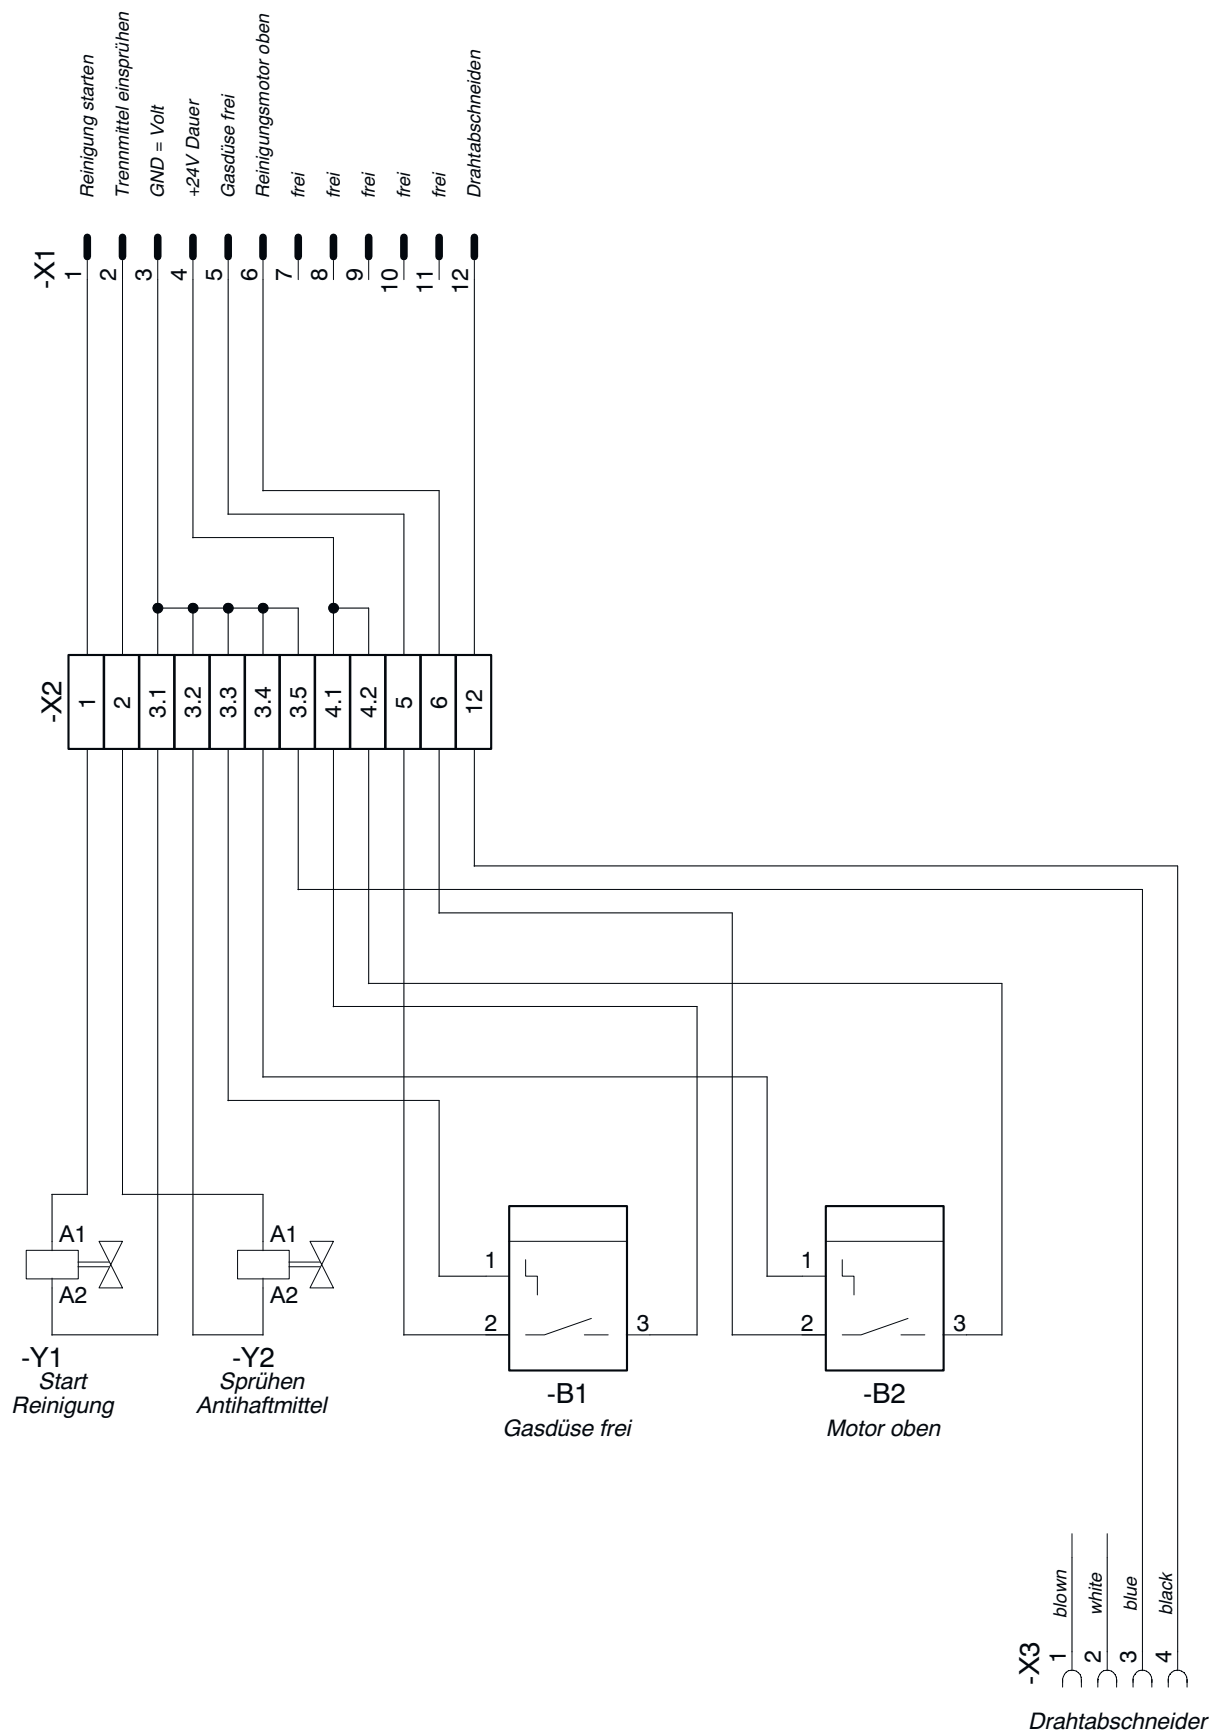 Reinigung starten
Trennmittel einsprühen
GND = Volt
+24V Dauer
Gasdüse frei
Reinigungsmotor oben
frei
frei
frei
frei
frei
Drahtabschneiden
-X1
1
2
3
4
5
6
7
8
9
10
11
12
-X2
1
2
3.1
3.2
3.3
3.4
3.5
4.1
4.2
5
6
12
A1
A2
-Y1
Start
Reinigung
A1
A2
-Y2
Sprühen
Antihaftmittel
1
2
3
-B1
Gasdüse frei
1
2
3
-B2
Motor oben
blown
white
blue
black
-X3
1
2
3
4
Drahtabschneider